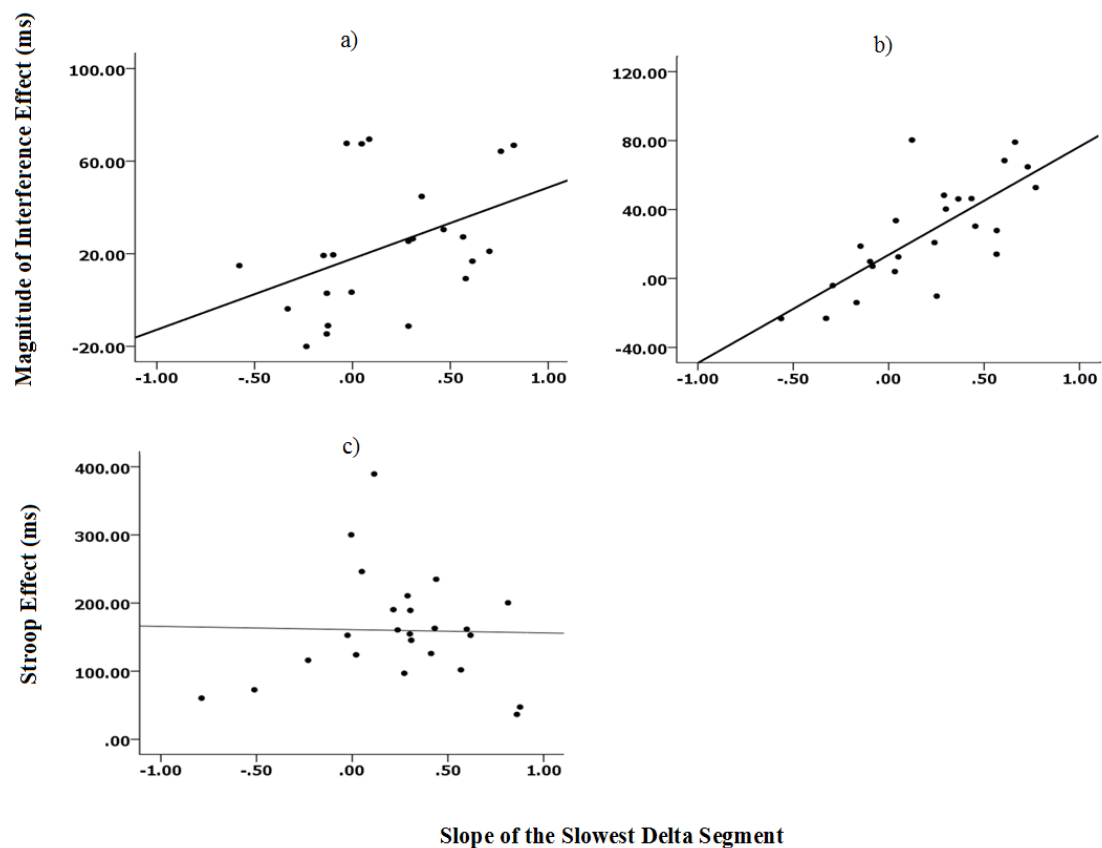 a)
Magnitude of Interference Effect (ms)
100.00
60.00
20.00
-20.00
-1.00 -.50 .00 .50 1.00
b)
120.00
80.00
40.00
.00
-40.00
-1.00 -.50 .00 .50 1.00
c)
Stroop Effect (ms)
400.00
300.00
200.00
100.00
.00
-1.00 -.50 .00 .50 1.00
Slope of the Slowest Delta Segment